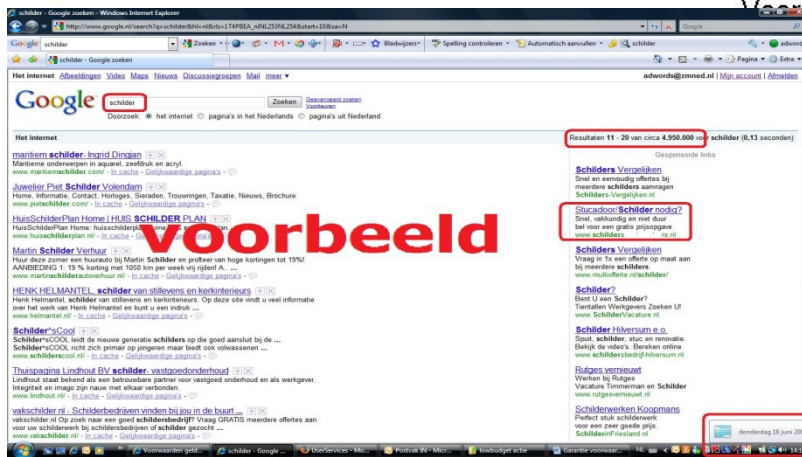 schilder - Google zoeken - Windows Internet Explorer
http://www.google.nl/search?q=schilder&hl=nl&rlz=1T4PBEA_nlNL253NL254&start=10&sa=N
Google
Google schilder Zoeken Bladwijzers Spelling controleren Automatisch aanvullen schilder
schilder - Google zoeken Pagina Extra
Het internet Afbeeldingen Video Maps Nieuws Discussiegroepen Mail meer adwords@zmned.nl | Mijn account | Afmelden
Google schilder Zoeken Geavanceerd zoeken
Voorkeuren
Doorzoek: het internet pagina's in het Nederlands pagina's uit Nederland
Het internet Resultaten 11 - 20 van circa 4.950.000 voor schilder (0,13 seconden)
maritiem schilder- Ingrid Dingjan
Maritieme onderwerpen in aquarel, zeefdruk en acryl.
www.maritiemschilder.com/ - In cache - Gelijkwaardige pagina's -
Juwelier Piet Schilder Volendam
Home, Informatie, Contact. Horloges, Sieraden, Trouwringen, Taxatie, Nieuws, Brochure.
www.pietschilder.com/ - In cache - Gelijkwaardige pagina's -
HuisSchilderPlan Home | HUIS SCHILDER PLAN
HuisSchilderPlan Home: huisschilderpl
www.huisschilderplan.nl/ - In cache - Gelijkwaardige pagina's -
voorbeeld
Martin Schilder Verhuur
Huur deze zomer een huurauto bij Martin Schilder en profiteer van hoge kortingen tot 19%!
AANBIEDING 1: 19 % korting met 1050 km per week vrij rijden! A. ...
www.martinschilderautoverhuur.nl/ - In cache - Gelijkwaardige pagina's -
HENK HELMANTEL, schilder van stillevens en kerkinterieurs
Henk Helmantel, schilder van stillevens en kerkinterieurs. Op deze site vindt u veel informatie
over het werk van Henk Helmantel en kunt u een indruk ...
www.helmantel.nl/ - In cache - Gelijkwaardige pagina's -
Schilder^sCool
Schilder^sCOOL leidt de nieuwe generatie schilders op die goed aansluit bij de ...
Schilder^sCOOL richt zich primair op jongeren maar biedt ook volwassenen ...
www.schilderscool.nl/ - In cache - Gelijkwaardige pagina's -
Thuispagina Lindhout BV schilder- vastgoedonderhoud
Lindhout staat bekend als een betrouwbare partner voor vastgoed onderhoud en als werkgever.
Integriteit en imago zijn nauw met elkaar verbonden.
www.lindhout.nl/ - In cache - Gelijkwaardige pagina's -
vakschilder.nl - Schilderbedrijven vinden bij jou in de buurt ...
vakschilder.nl Op zoek naar een goed schildersbedrijf? Vraag GRATIS meerdere offertes aan
voor uw schilderwerk bij schildersbedrijven of schilder gezocht ...
www.vakschilder.nl/ - In cache - Gelijkwaardige pagina's -
Gesponsorde links
Schilders Vergelijken
Snel en eenvoudig offertes bij
meerdere schilders aanvragen
Schilders-Vergelijken.nl
Stucadoor/Schilder nodig?
Snel, vakkundig en niet duur
bel voor een gratis prijsopgave
www.schilders rs.nl
Schilders Vergelijken
Vraag in 1x een offerte op maat aan
bij meerdere schilders.
www.multiofferte.nl/schilder/
Schilder?
Bent U een Schilder?
Tientallen Werkgevers Zoeken U!
www.SchilderVacature.nl
Schilder Hilversum e.o.
Spuit, schilder, stuc en renovatie.
Bekijk de video's. Bereken online.
www.schildersbedrijf-hilversum.nl
Rutges vernieuwt
Werken bij Rutges
Vacature Timmerman en Schilder
www.rutgesvernieuwt.nl
Schilderwerken Koopmans
Perfect stuk schilderwerk
voor een zeer goede prijs.
SchilderinFriesland.nl
donderdag 18 juni 200
Voorwaarden geld... schilder - Google ... UserServices - Mo... Postvak IN - Micr... lowbudget actie Garantie voorwaar... NL